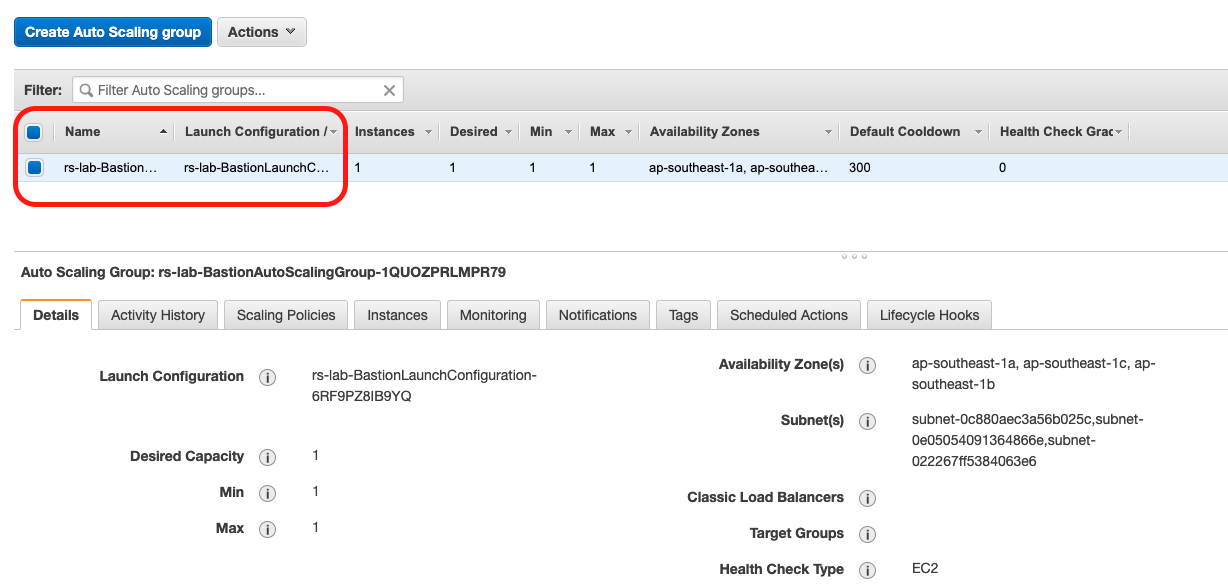 Create Auto Scaling group Actions
Filter: Filter Auto Scaling groups...
Name Launch Configuration / Instances Desired Min Max Availability Zones Default Cooldown Health Check Grac
rs-lab-Bastion... rs-lab-BastionLaunchC... 1 1 1 1 ap-southeast-1a, ap-southea... 300 0
Auto Scaling Group: rs-lab-BastionAutoScalingGroup-1QUOZPRLMPR79
Details Activity History Scaling Policies Instances Monitoring Notifications Tags Scheduled Actions Lifecycle Hooks
Launch Configuration i rs-lab-BastionLaunchConfiguration-
6RF9PZ8IB9YQ
Desired Capacity i 1
Min i 1
Max i 1
Availability Zone(s) i ap-southeast-1a, ap-southeast-1c, ap-
southeast-1b
Subnet(s) i subnet-0c880aec3a56b025c,subnet-
0e05054091364866e,subnet-
022267ff5384063e6
Classic Load Balancers i
Target Groups i
Health Check Type i EC2